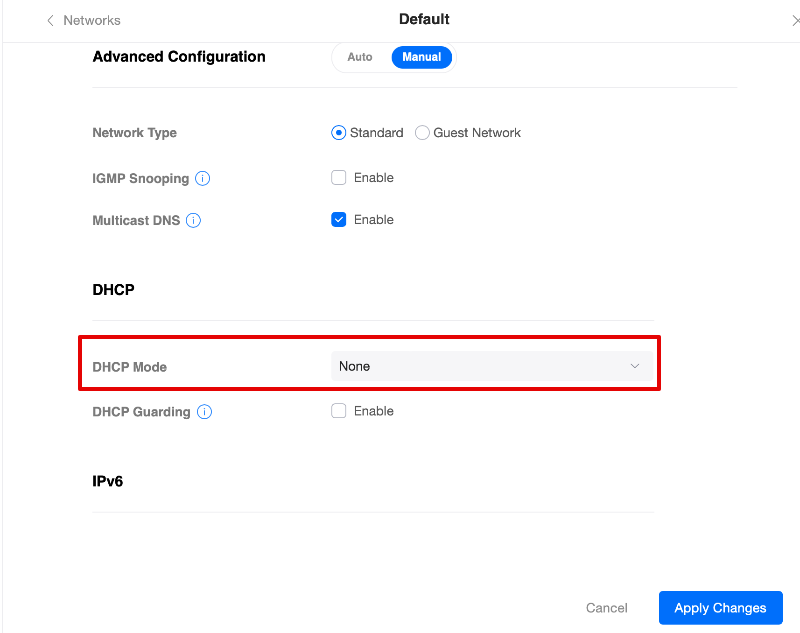 Networks
Default
Advanced Configuration Auto Manual
Network Type Standard Guest Network
IGMP Snooping Enable
Multicast DNS Enable
DHCP
DHCP Mode None
DHCP Guarding Enable
IPv6
Cancel Apply Changes